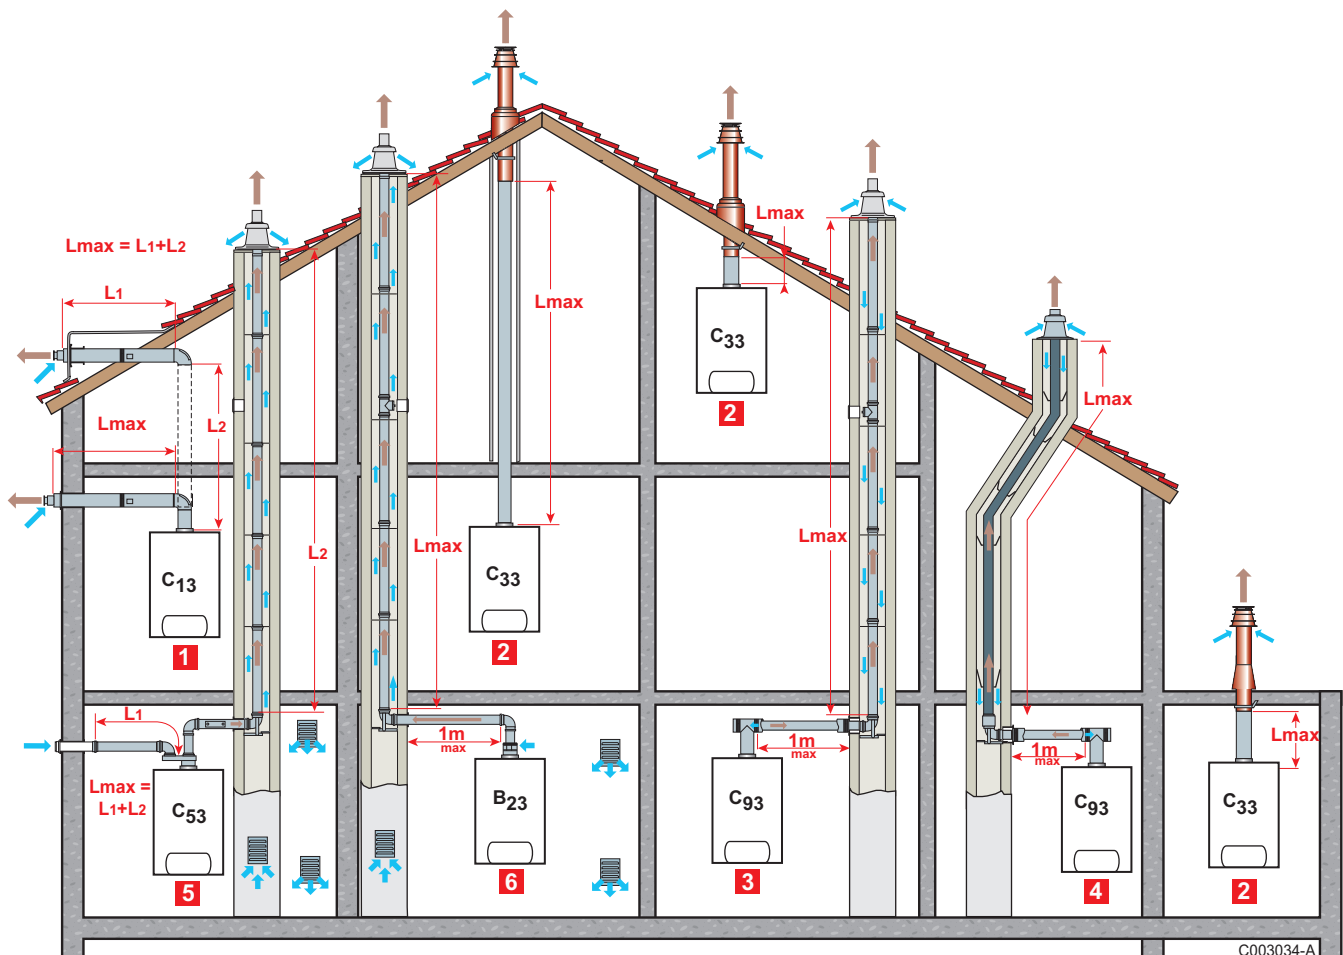 Lmax = L1+L2
L1
Lmax
L2
C13
1
L1
Lmax =
L1+L2
C53
5
L2
Lmax
1m
max
B23
6
Lmax
C33
2
Lmax
C33
2
Lmax
1m
max
C93
3
Lmax
1m
max
C93
4
Lmax
C33
2
C003034-A